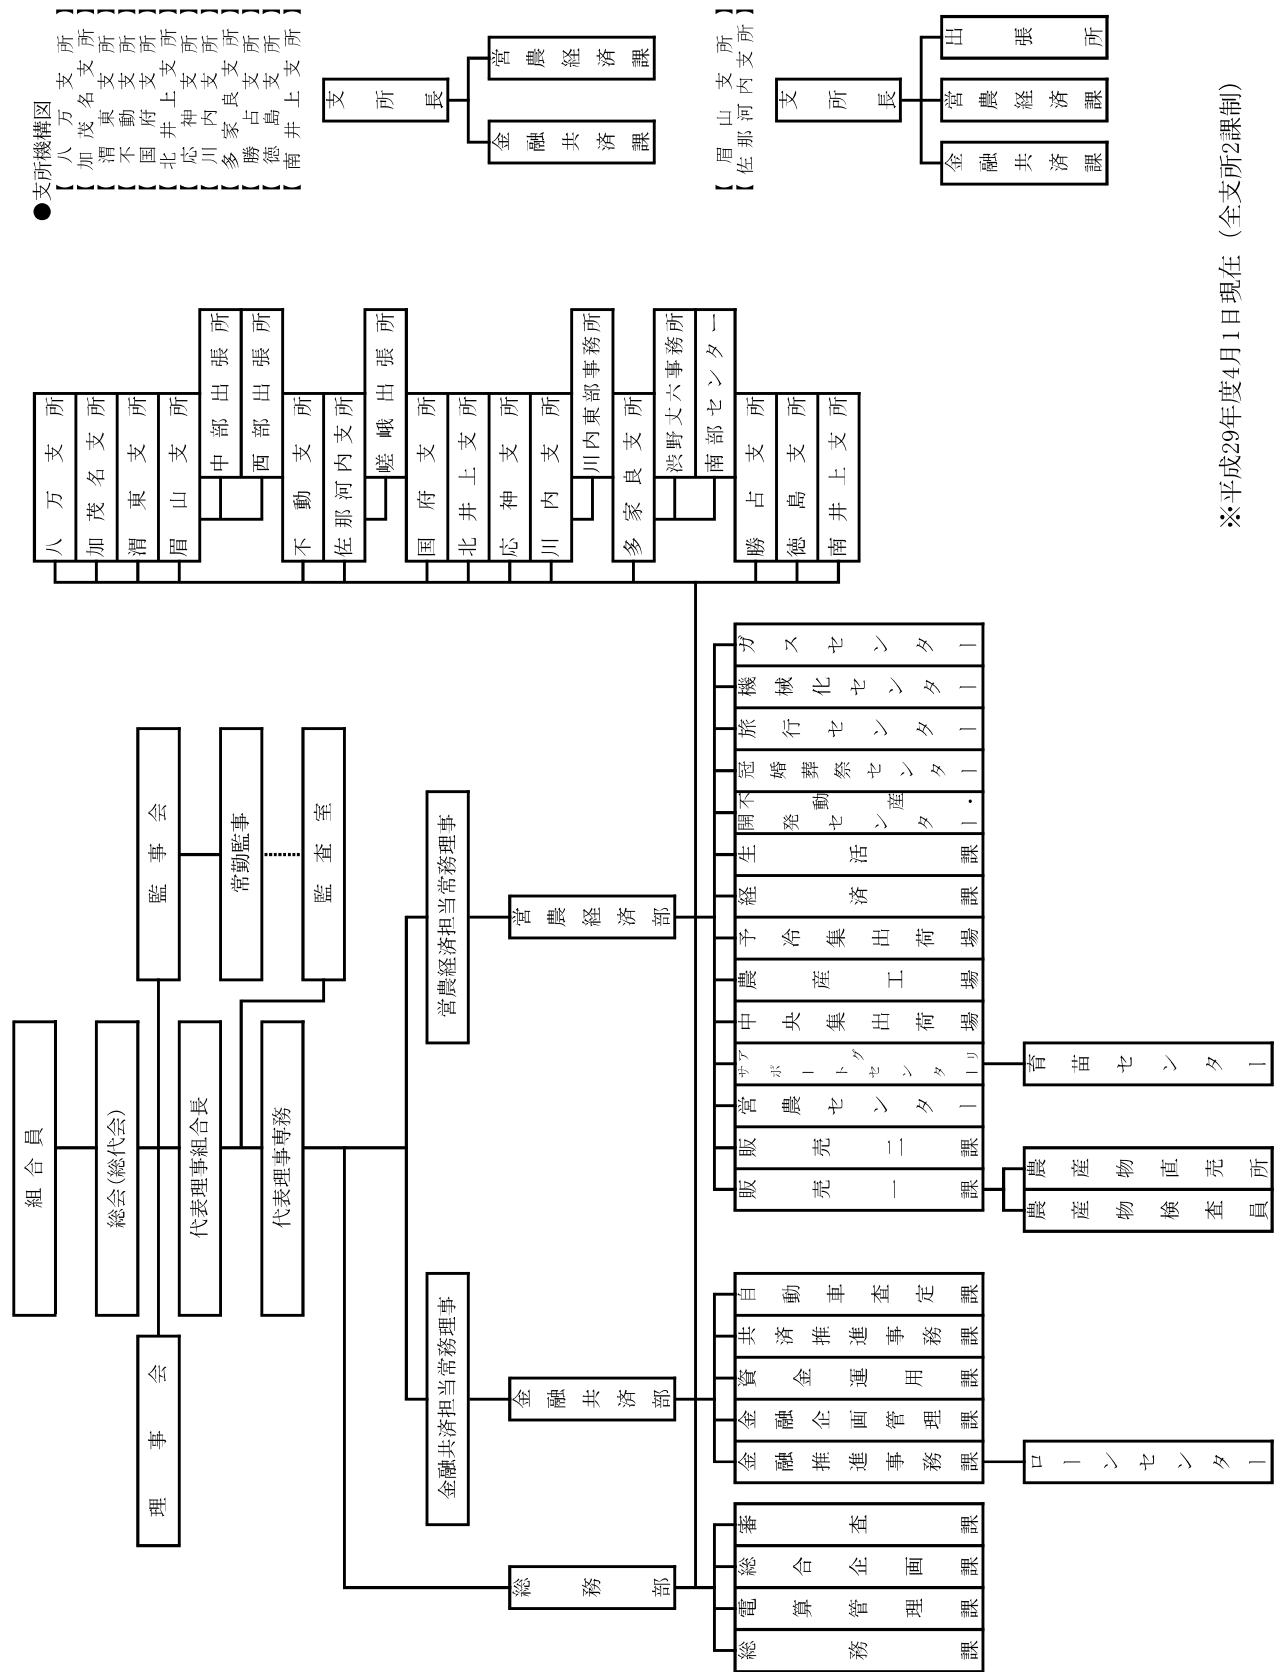 組合員
総会(総代会)
理事会
監事会
代表理事組合長
常勤監事
代表理事専務
監査室
金融共済担当常務理事
営農経済担当常務理事
総務部
金融共済部
営農経済部
総務課
電算管理課
総合企画課
審査課
金融推進事務課
金融企画管理課
資金運用課
共済推進事務課
自動車査定課
販売一課
販売二課
営農センター
アグリ
サポートセンター
中央集出荷場
農産工場
予冷集出荷場
経済課
生活課
不動産・
開発センター
冠婚葬祭センター
旅行センター
機械化センター
ガスセンター
ローンセンター
農産物検査員
農産物直売所
育苗センター
八万支所
加茂名支所
渭東支所
眉山支所
中部出張所
西部出張所
不動支所
佐那河内支所
嵯峨出張所
国府支所
北井上支所
応神支所
川内支所
川内東部事務所
多家良支所
渋野丈六事務所
南部センター
勝占支所
徳島支所
南井上支所
●支所機構図
【八万支所】
【加茂名支所】
【渭東支所】
【不動支所】
【国府支所】
【北井上支所】
【応神支所】
【川内支所】
【多家良支所】
【勝占支所】
【徳島支所】
【南井上支所】
支所長
金融共済課
営農経済課
【眉山支所】
【佐那河内支所】
支所長
金融共済課
営農経済課
出張所
※平成29年度4月1日現在(全支所2課制)